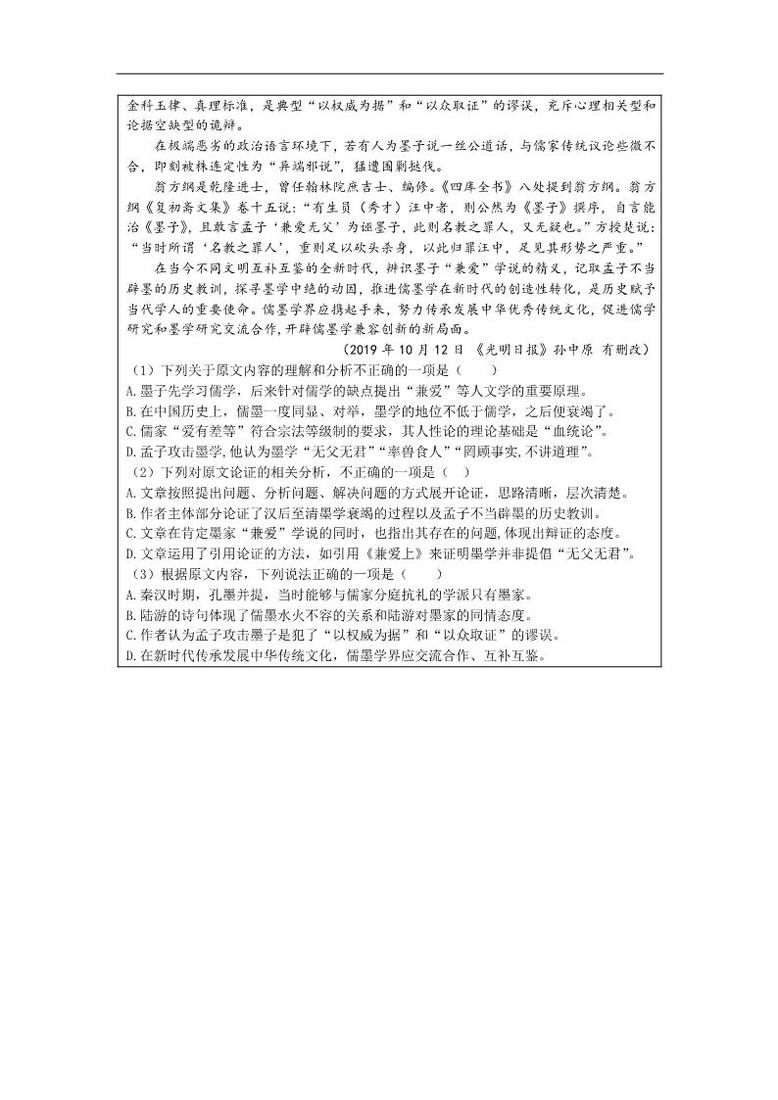 金科玉律、真理标准，是典型“以权威为据”和“以众取证”的谬误，充斥心理相关型和
论据空缺型的诡辩。
在极端恶劣的政治语言环境下，若有人为墨子说一丝公道话，与儒家传统议论些微不
合，即刻被株连定性为“异端邪说”，猛遭围剿挞伐。
翁方纲是乾隆进士，曾任翰林院庶吉士、编修。《四库全书》八处提到翁方纲。翁方
纲《复初斋文集》卷十五说：“有生员（秀才）汪中者，则公然为《墨子》撰序，自言能
治《墨子》，且敢言孟子‘兼爱无父’为诬墨子，此则名教之罪人，又无疑也。”方授楚说：
“当时所谓‘名教之罪人’，重则足以砍头杀身，以此归罪汪中，足见其形势之严重。”
在当今不同文明互补互鉴的全新时代，辨识墨子“兼爱”学说的精义，记取孟子不当
辟墨的历史教训，探寻墨学中绝的动因，推进儒墨学在新时代的创造性转化，是历史赋予
当代学人的重要使命。儒墨学界应携起手来，努力传承发展中华优秀传统文化，促进儒学
研究和墨学研究交流合作,开辟儒墨学兼容创新的新局面。
（2019 年 10 月 12 日 《光明日报》孙中原 有删改）
（1）下列关于原文内容的理解和分析不正确的一项是（ ）
A.墨子先学习儒学，后来针对儒学的缺点提出“兼爱”等人文学的重要原理。
B.在中国历史上，儒墨一度同显、对举，墨学的地位不低于儒学，之后便衰竭了。
C.儒家“爱有差等”符合宗法等级制的要求，其人性论的理论基础是“血统论”。
D.孟子攻击墨学,他认为墨学“无父无君”“率兽食人”“罔顾事实,不讲道理”。
（2）下列对原文论证的相关分析，不正确的一项是（ ）
A.文章按照提出问题、分析问题、解决问题的方式展开论证，思路清晰，层次清楚。
B.作者主体部分论证了汉后至清墨学衰竭的过程以及孟子不当辟墨的历史教训。
C.文章在肯定墨家“兼爱”学说的同时，也指出其存在的问题,体现出辩证的态度。
D.文章运用了引用论证的方法，如引用《兼爱上》来证明墨学并非提倡“无父无君”。
（3）根据原文内容，下列说法正确的一项是（ ）
A.秦汉时期，孔墨并提，当时能够与儒家分庭抗礼的学派只有墨家。
B.陆游的诗句体现了儒墨水火不容的关系和陆游对墨家的同情态度。
C.作者认为孟子攻击墨子是犯了“以权威为据”和“以众取证”的谬误。
D.在新时代传承发展中华传统文化，儒墨学界应交流合作、互补互鉴。